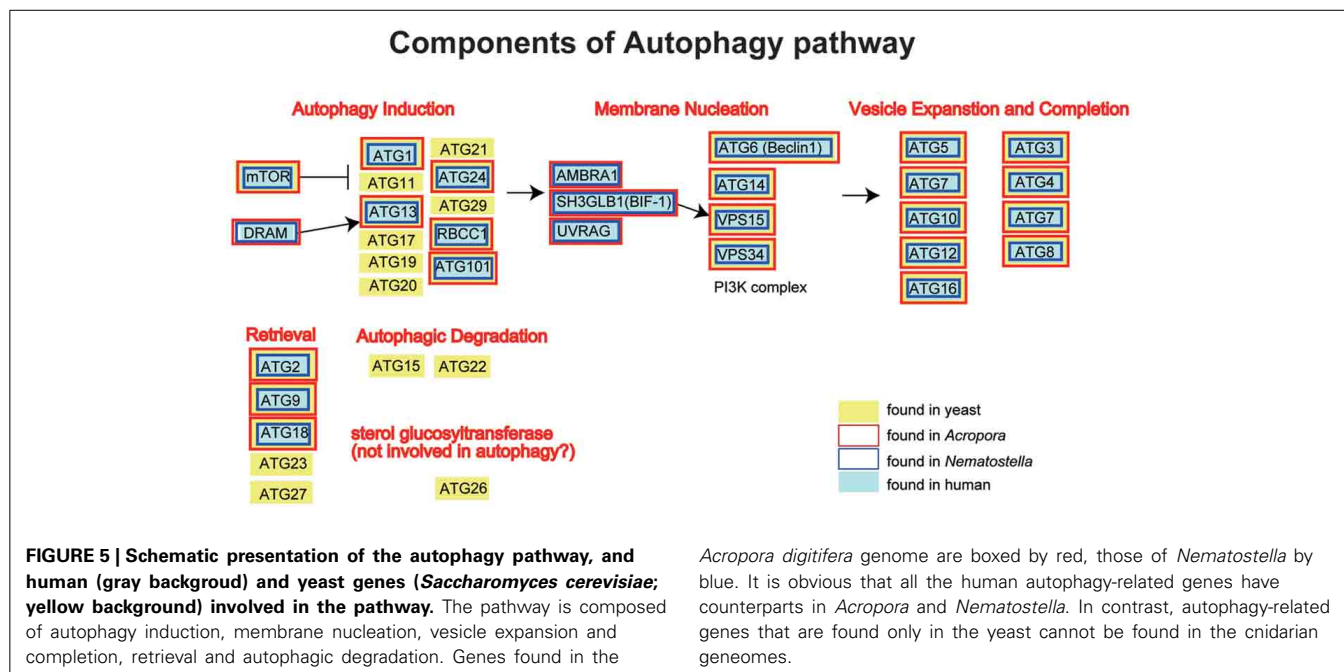 Components of Autophagy pathway
Autophagy Induction
mTOR
DRAM
ATG1
ATG11
ATG13
ATG17
ATG19
ATG20
ATG21
ATG24
ATG29
RBCC1
ATG101
Membrane Nucleation
AMBRA1
SH3GLB1(BIF-1)
UVRAG
ATG6 (Beclin1)
ATG14
VPS15
VPS34
PI3K complex
Vesicle Expanstion and Completion
ATG5
ATG7
ATG10
ATG12
ATG16
ATG3
ATG4
ATG7
ATG8
Retrieval
ATG2
ATG9
ATG18
ATG23
ATG27
Autophagic Degradation
ATG15 ATG22
sterol glucosyltransferase
(not involved in autophagy?)
ATG26
found in yeast
found in Acropora
found in Nematostella
found in human
FIGURE 5 | Schematic presentation of the autophagy pathway, and
human (gray backgroud) and yeast genes (Saccharomyces cerevisiae;
yellow background) involved in the pathway. The pathway is composed
of autophagy induction, membrane nucleation, vesicle expansion and
completion, retrieval and autophagic degradation. Genes found in the
Acropora digitifera genome are boxed by red, those of Nematostella by
blue. It is obvious that all the human autophagy-related genes have
counterparts in Acropora and Nematostella. In contrast, autophagy-related
genes that are found only in the yeast cannot be found in the cnidarian
geneomes.